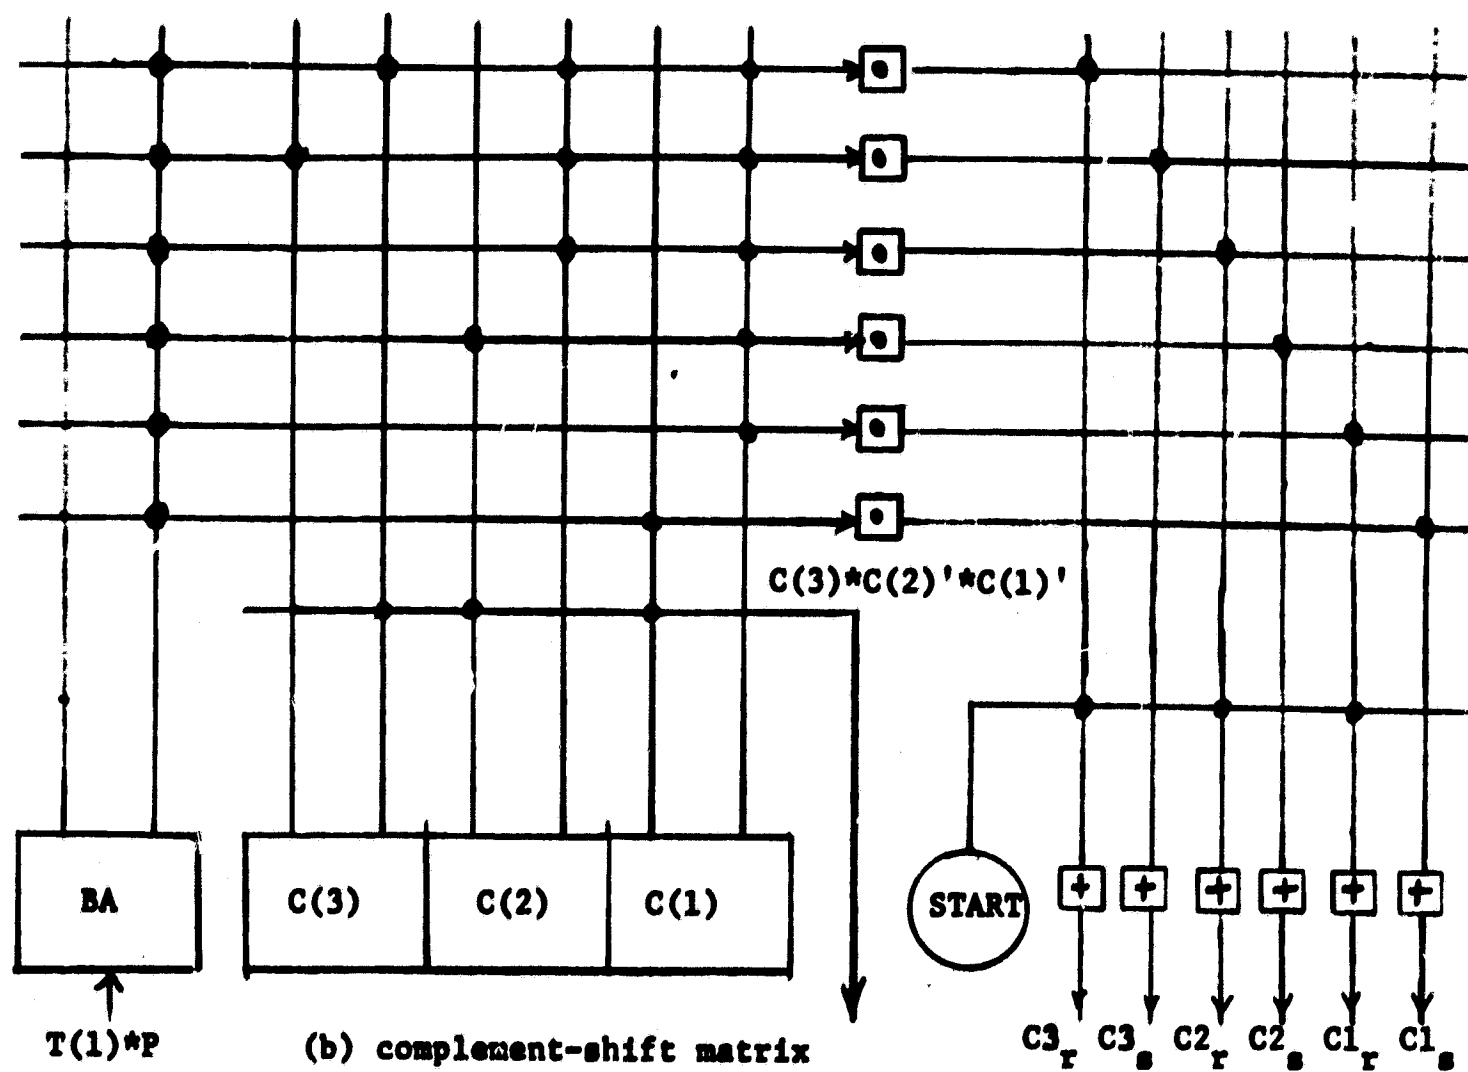 C(3)*C(2)'*C(1)'
BA
C(3)
C(2)
C(1)
START
+ + + + + +
T(1)*P
(b) complement-shift matrix
C3r C3s C2r C2s C1r C1s